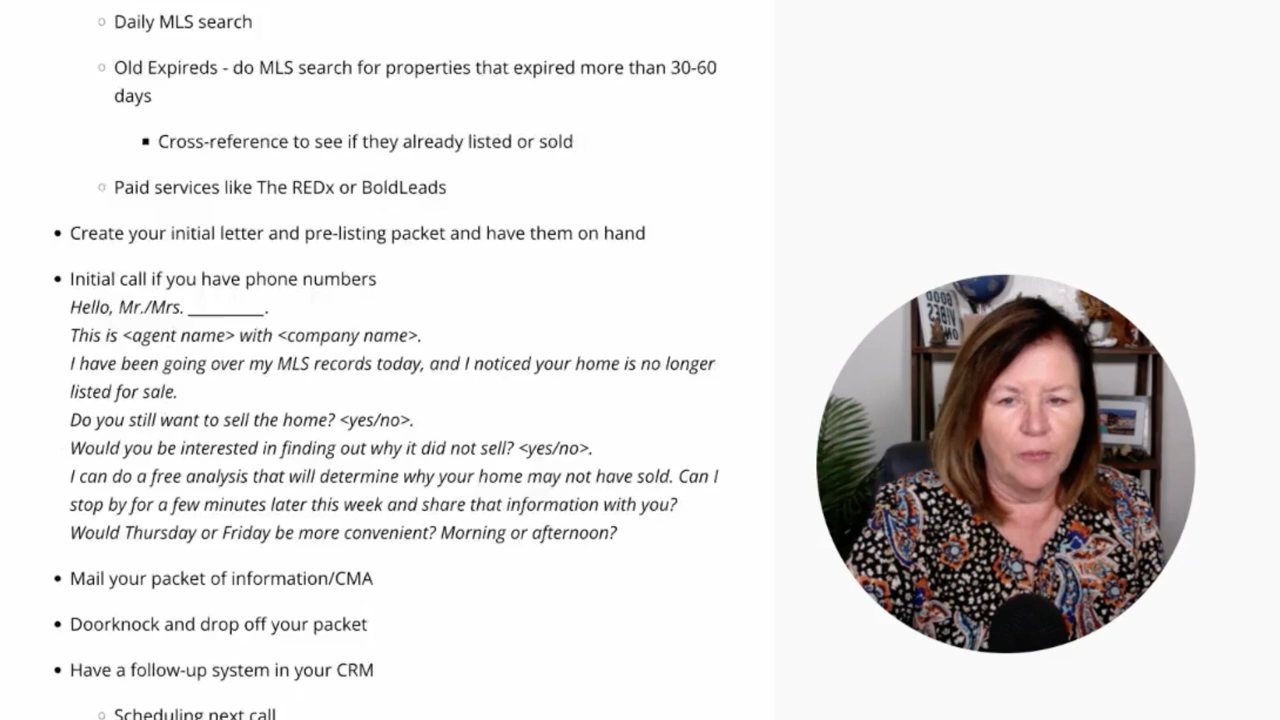 Daily MLS search
Old Expireds - do MLS search for properties that expired more than 30-60
days
Cross-reference to see if they already listed or sold
Paid services like The REDx or BoldLeads
Create your initial letter and pre-listing packet and have them on hand
Initial call if you have phone numbers
Hello, Mr./Mrs. _________.
This is <agent name> with <company name>.
I have been going over my MLS records today, and I noticed your home is no longer
listed for sale.
Do you still want to sell the home? <yes/no>.
Would you be interested in finding out why it did not sell? <yes/no>.
I can do a free analysis that will determine why your home may not have sold. Can I
stop by for a few minutes later this week and share that information with you?
Would Thursday or Friday be more convenient? Morning or afternoon?
Mail your packet of information/CMA
Doorknock and drop off your packet
Have a follow-up system in your CRM
Scheduling next call
GOOD
VIBES
ON